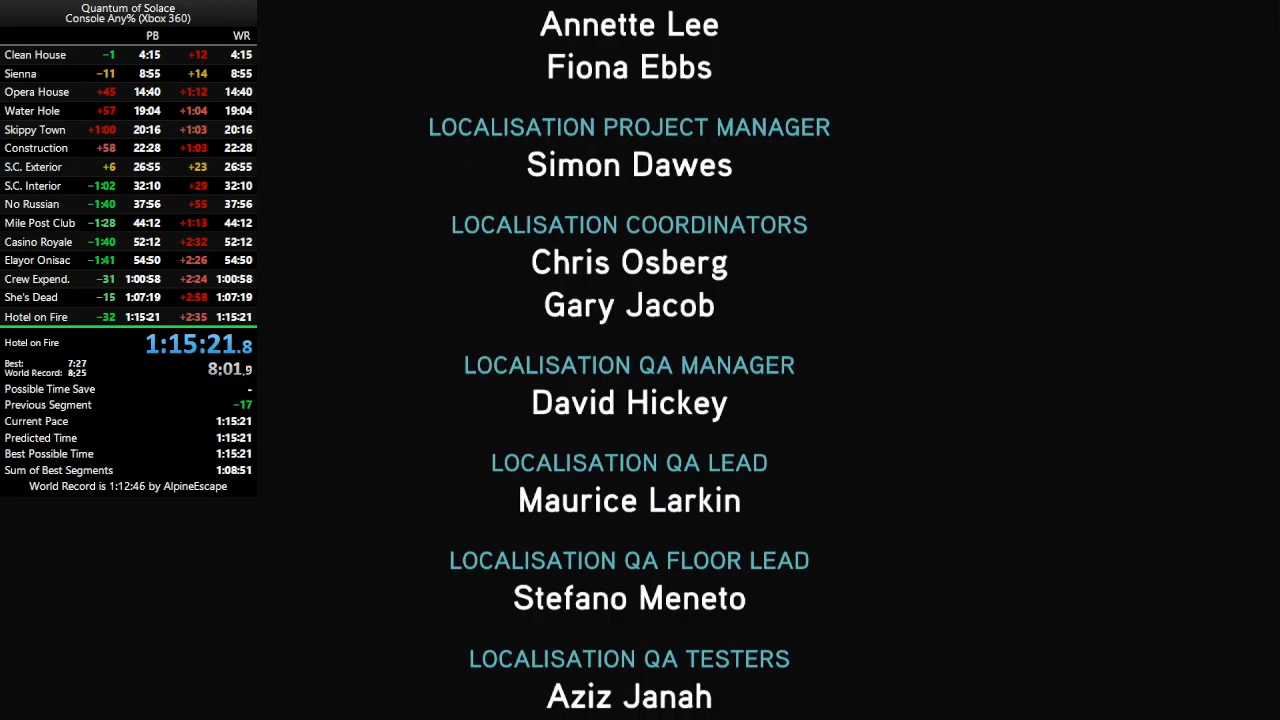 Quantum of Solace
Console Any% (Xbox 360)
PB WR
Clean House −1 4:15 +12 4:15
Sienna −11 8:55 +14 8:55
Opera House +45 14:40 +1:12 14:40
Water Hole +57 19:04 +1:04 19:04
Skippy Town +1:00 20:16 +1:03 20:16
Construction +58 22:28 +1:03 22:28
S.C. Exterior +6 26:55 +23 26:55
S.C. Interior −1:02 32:10 +29 32:10
No Russian −1:40 37:56 +55 37:56
Mile Post Club −1:28 44:12 +1:13 44:12
Casino Royale −1:40 52:12 +2:32 52:12
Elayor Onisac −1:41 54:50 +2:26 54:50
Crew Expend. −31 1:00:58 +2:24 1:00:58
She's Dead −15 1:07:19 +2:58 1:07:19
Hotel on Fire −32 1:15:21 +2:35 1:15:21
Hotel on Fire 1:15:21.8
Best: 7:27
World Record: 8:25
8:01.9
Possible Time Save -
Previous Segment −17
Current Pace 1:15:21
Predicted Time 1:15:21
Best Possible Time 1:15:21
Sum of Best Segments 1:08:51
World Record is 1:12:46 by AlpineEscape
Annette Lee
Fiona Ebbs
LOCALISATION PROJECT MANAGER
Simon Dawes
LOCALISATION COORDINATORS
Chris Osberg
Gary Jacob
LOCALISATION QA MANAGER
David Hickey
LOCALISATION QA LEAD
Maurice Larkin
LOCALISATION QA FLOOR LEAD
Stefano Meneto
LOCALISATION QA TESTERS
Aziz Janah